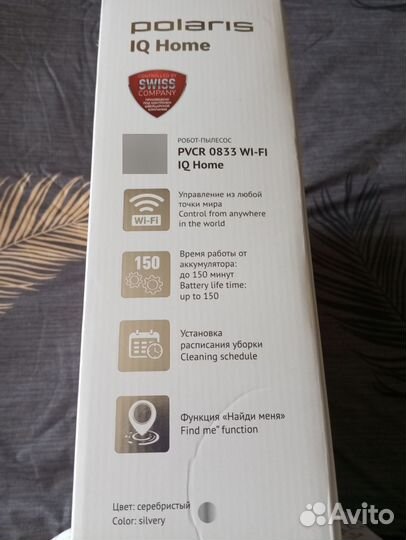 polaris
IQ Home
CONTROLLED BY
SWISS
COMPANY
РОБОТ-ПЫЛЕСОС
PVCR 0833 WI-FI
IQ Home
Wi-Fi
Управление из любой
точки мира
Control from anywhere
in the world
150
Время работы от
аккумулятора:
до 150 минут
Battery life time:
up to 150
Установка
расписания уборки
Cleaning schedule
Функция «Найди меня»
Find me" function
Цвет: серебристый
Color: silvery
Avito